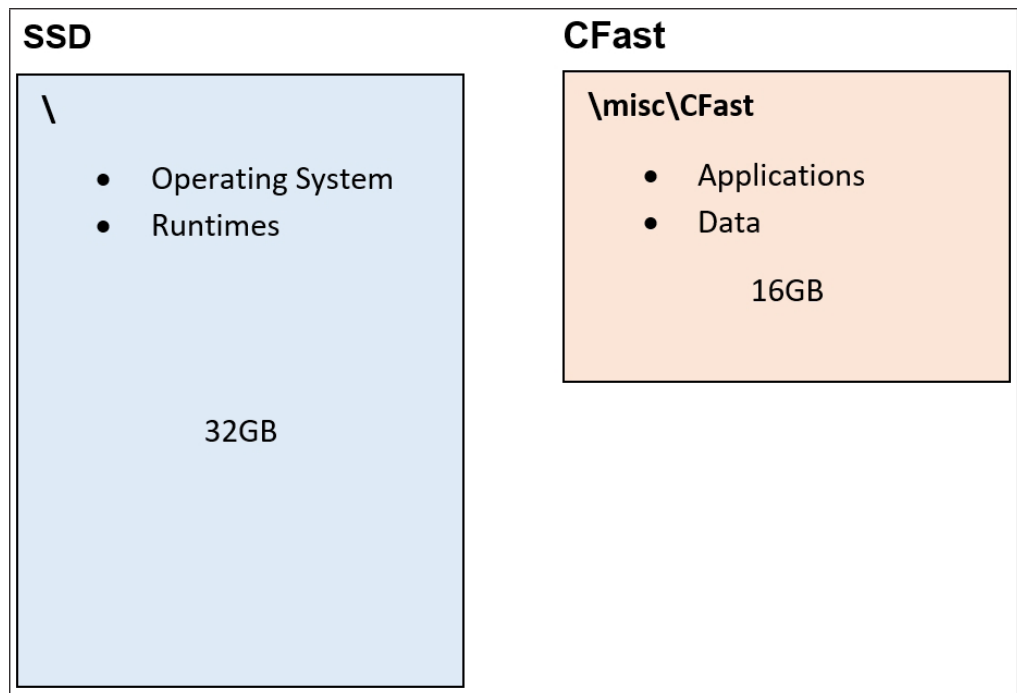 SSD
\
• Operating System
• Runtimes
32GB
CFast
\misc\CFast
• Applications
• Data
16GB